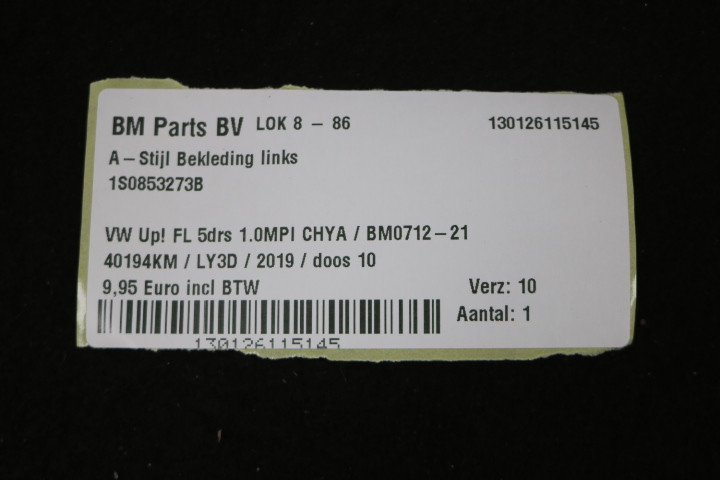 BM Parts BV LOK 8 - 86 130126115145
A-Stijl Bekleding links
1S0853273B
VW Up! FL 5drs 1.0MPI CHYA / BM0712-21
40194KM / LY3D / 2019 / doos 10
9,95 Euro incl BTW Verz: 10
Aantal: 1
130126115145